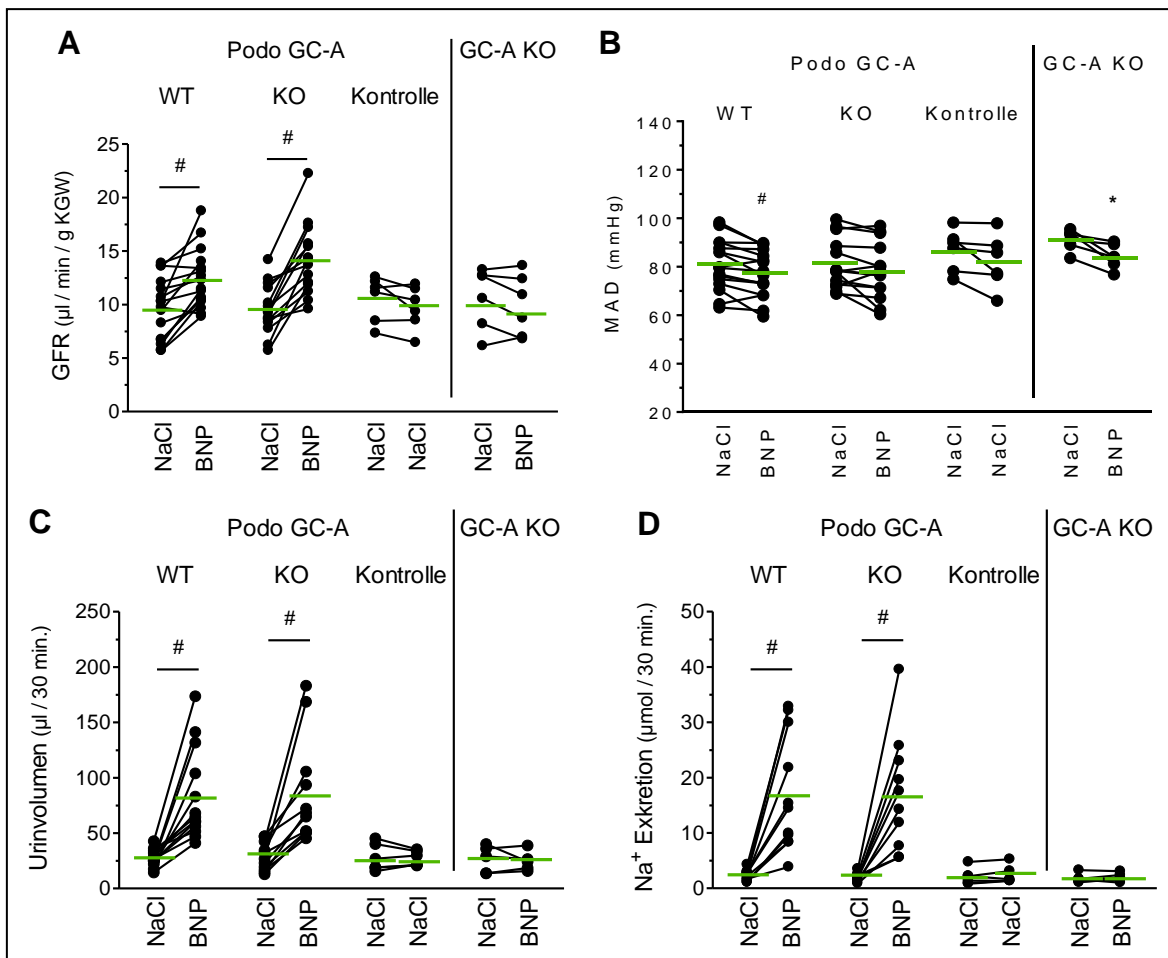 A
Podo GC-A
GC-A KO
WT
KO
Kontrolle
#
#
25
20
15
10
5
0
GFR (µl / min / g KGW)
NaCl
BNP
NaCl
BNP
NaCl
NaCl
NaCl
BNP
B
Podo GC-A
GC-A KO
WT
KO
Kontrolle
#
*
140
120
100
80
60
40
20
MAD (mmHg)
NaCl
BNP
NaCl
BNP
NaCl
NaCl
NaCl
BNP
C
Podo GC-A
GC-A KO
WT
KO
Kontrolle
#
#
250
200
150
100
50
0
Urinvolumen (µl / 30 min.)
NaCl
BNP
NaCl
BNP
NaCl
NaCl
NaCl
BNP
D
Podo GC-A
GC-A KO
WT
KO
Kontrolle
#
#
50
40
30
20
10
0
Na⁺ Exkretion (µmol / 30 min.)
NaCl
BNP
NaCl
BNP
NaCl
NaCl
NaCl
BNP